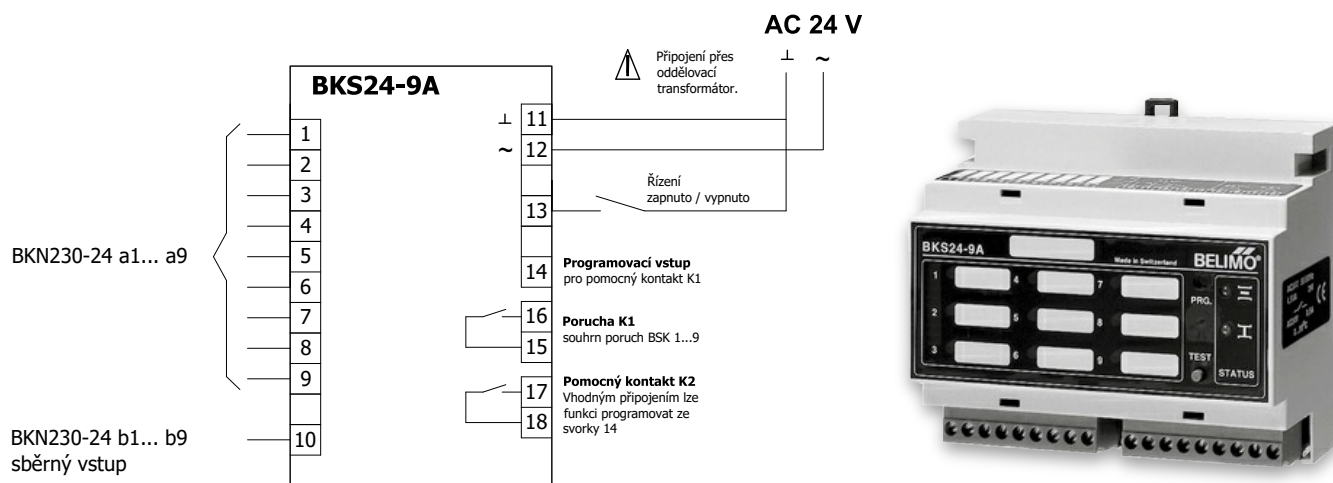 AC 24 V
⊥ ~
Připojení přes
oddělovací
transformátor.
BKS24-9A
⊥ 11
~ 12
13
Řízení
zapnuto / vypnuto
14
Programovací vstup
pro pomocný kontakt K1
16
15
Porucha K1
souhrn poruch BSK 1...9
17
18
Pomocný kontakt K2
Vhodným připojením lze
funkci programovat ze
svorky 14
1
2
3
4
5
6
7
8
9
10
BKN230-24 a1... a9
BKN230-24 b1... b9
sběrný vstup
BKS24-9A
Made in Switzerland
BELIMO®
1 4 7
2 5 8
3 6 9
PRG.
TEST
STATUS
CE